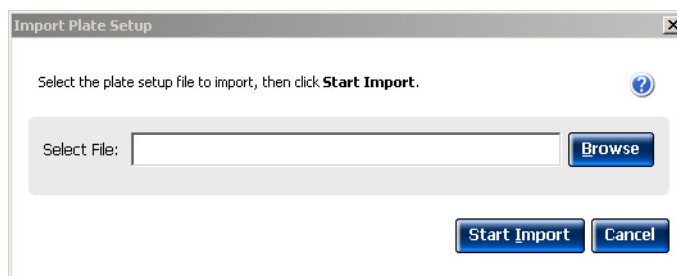 Import Plate Setup
Select the plate setup file to import, then click Start Import.
Select File:
Browse
Start Import
Cancel